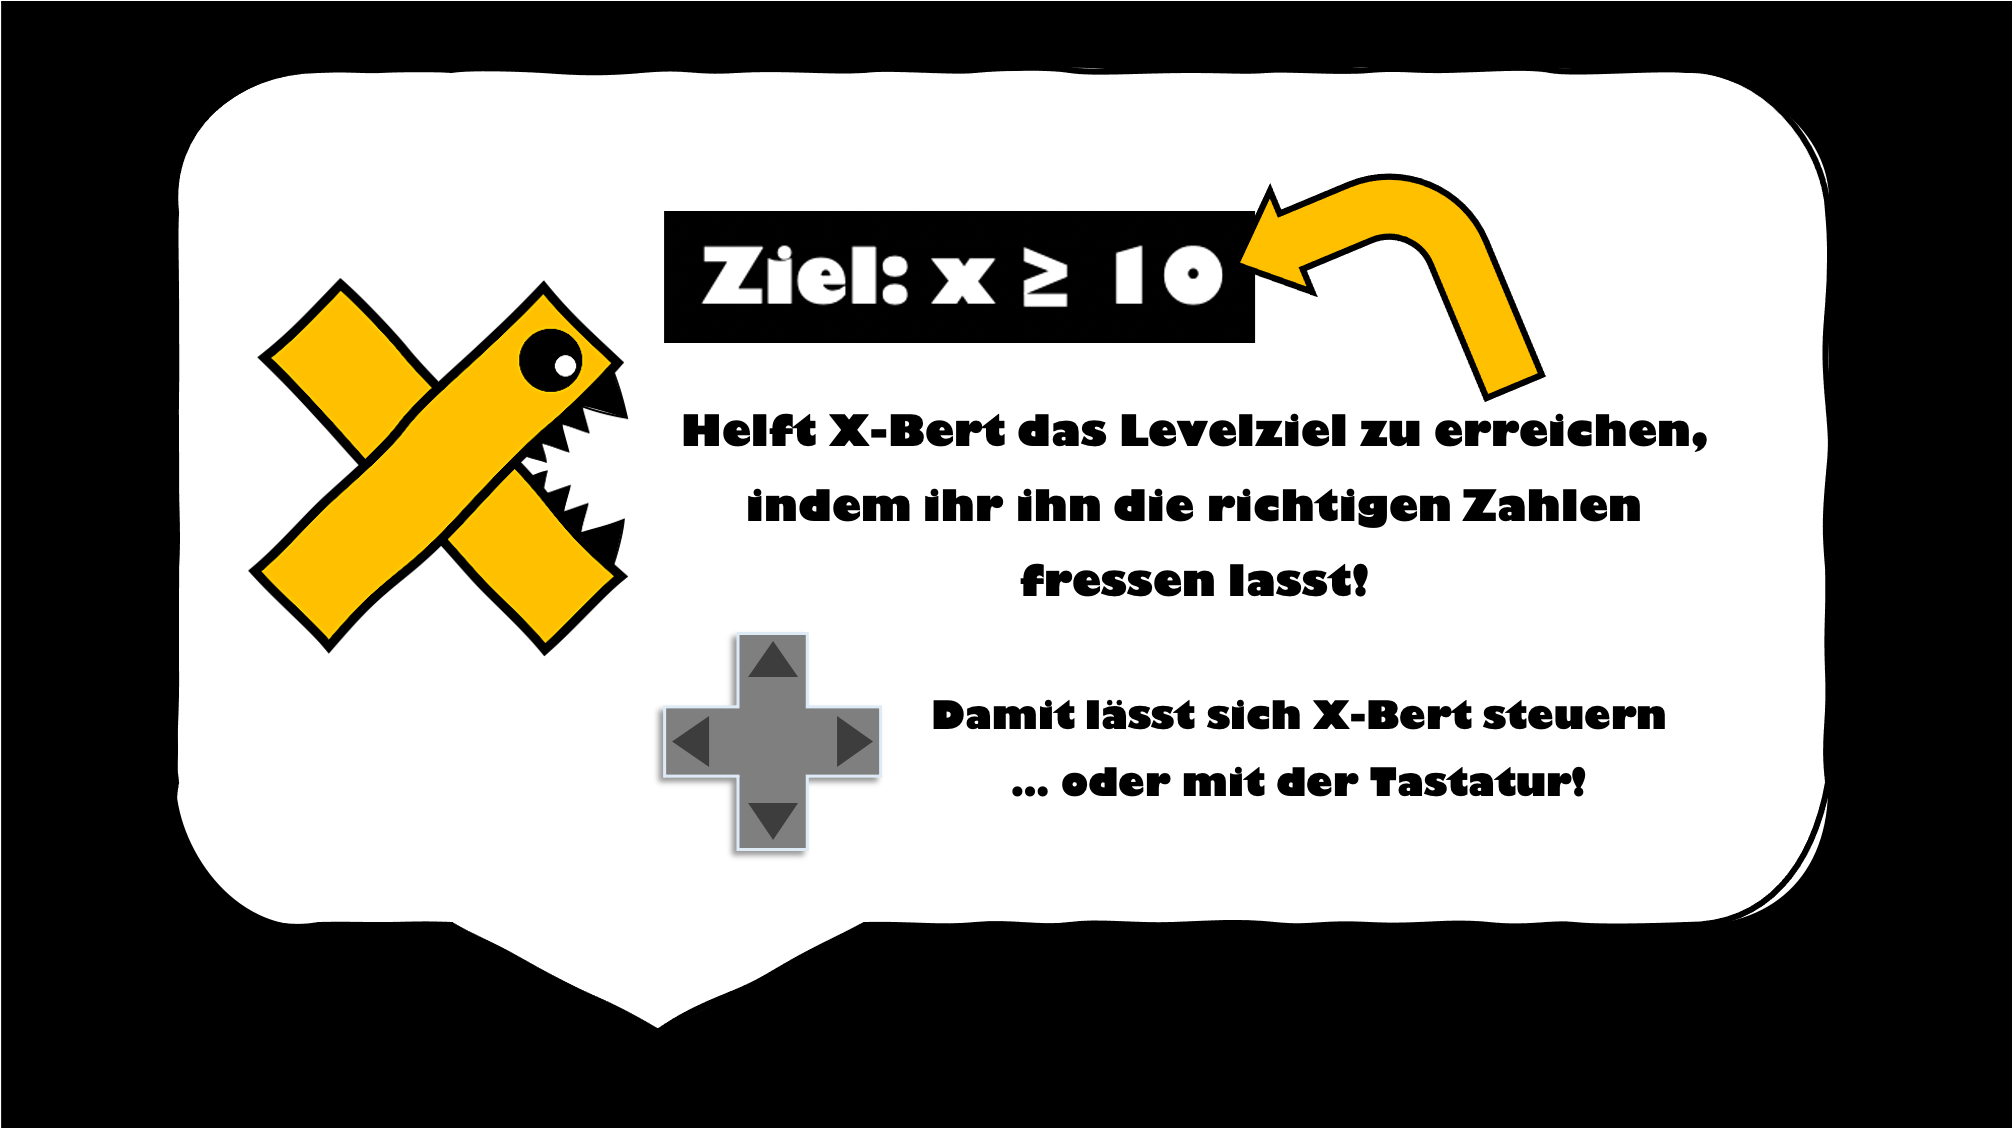 Ziel: x ≥ 10
Helft X-Bert das Levelziel zu erreichen,
indem ihr ihn die richtigen Zahlen
fressen lasst!
Damit lässt sich X-Bert steuern
... oder mit der Tastatur!